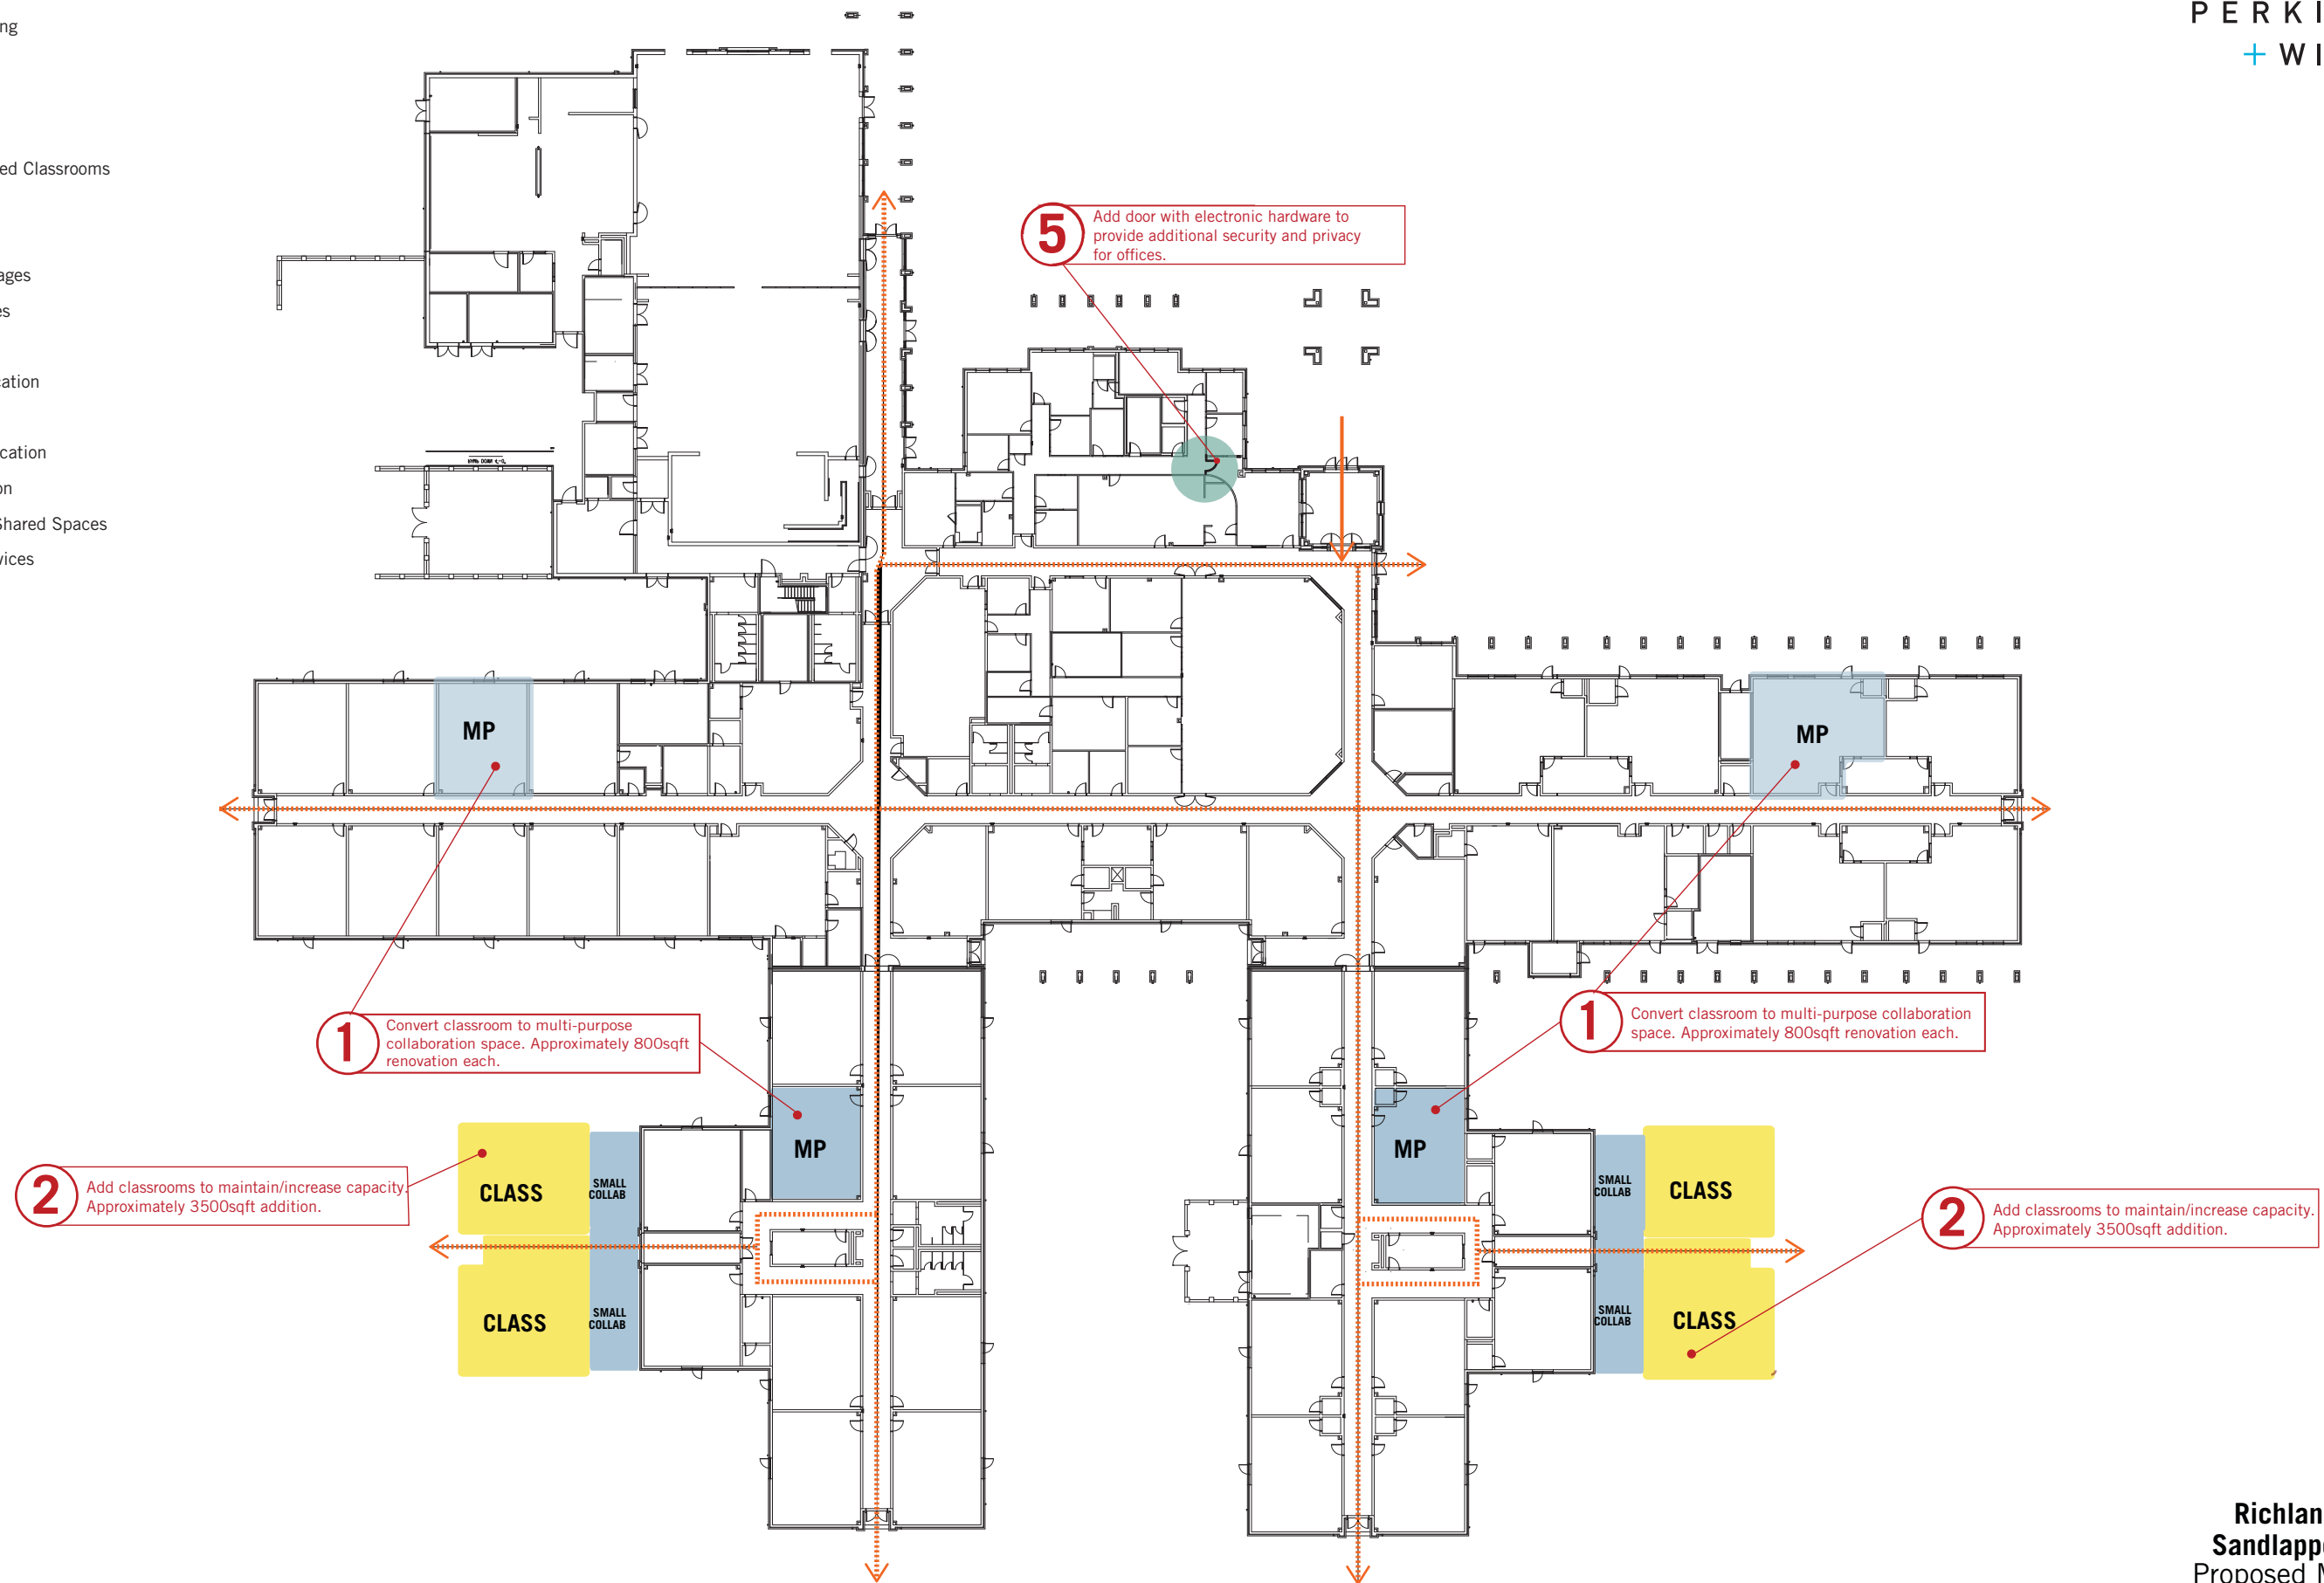 ng
ed Classrooms
ages
es
cation
cation
on
Shared Spaces
vices
PERKI
+ WI
5
Add door with electronic hardware to
provide additional security and privacy
for offices.
MP
MP
1
Convert classroom to multi-purpose
collaboration space. Approximately 800sqft
renovation each.
1
Convert classroom to multi-purpose collaboration
space. Approximately 800sqft renovation each.
MP
MP
2
Add classrooms to maintain/increase capacity.
Approximately 3500sqft addition.
CLASS
SMALL
COLLAB
CLASS
SMALL
COLLAB
SMALL
COLLAB
CLASS
SMALL
COLLAB
CLASS
2
Add classrooms to maintain/increase capacity.
Approximately 3500sqft addition.
Richlan
Sandlapp
Proposed M